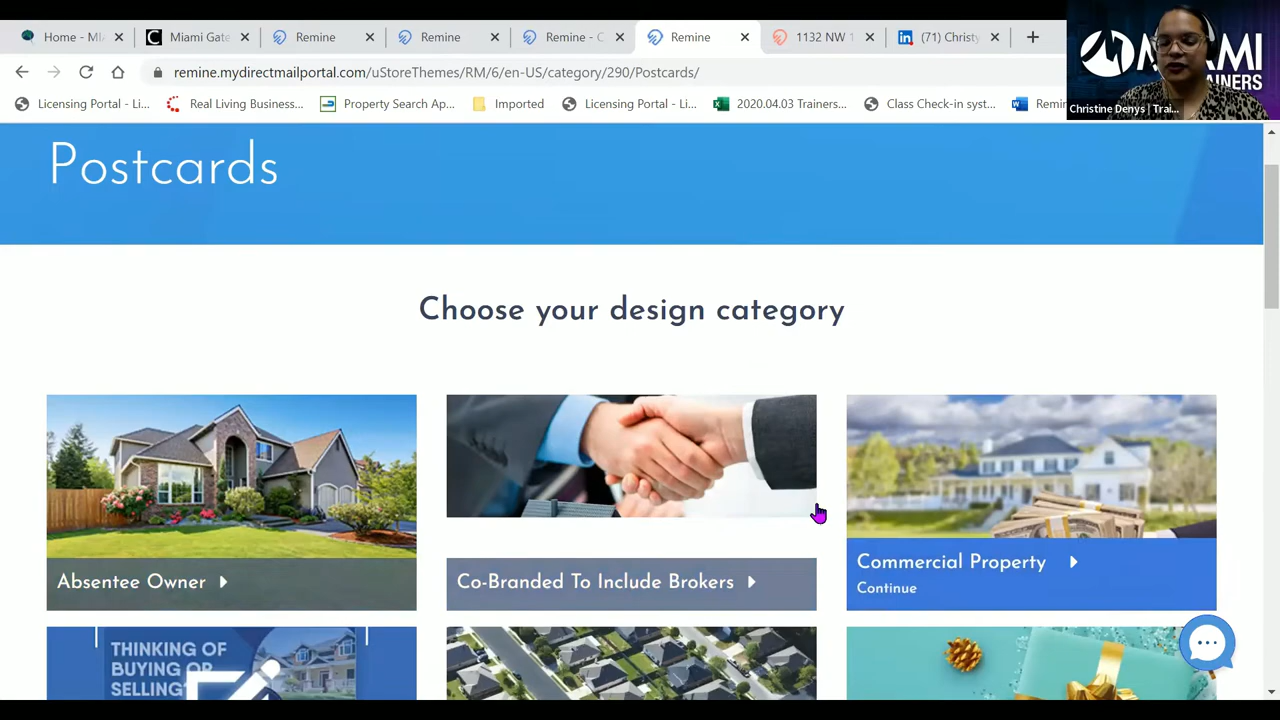 Home - MI
Miami Gate
Remine
Remine
Remine - C
Remine
1132 NW 1
(71) Christy
remine.mydirectmailportal.com/uStoreThemes/RM/6/en-US/category/290/Postcards/
Licensing Portal - Li...
Real Living Business...
Property Search Ap...
Imported
Licensing Portal - Li...
2020.04.03 Trainers...
Class Check-in syst...
Remin
Christine Denys | Trai...
Postcards
Choose your design category
Absentee Owner
Co-Branded To Include Brokers
Commercial Property
Continue
THINKING OF
BUYING OR
SELLING